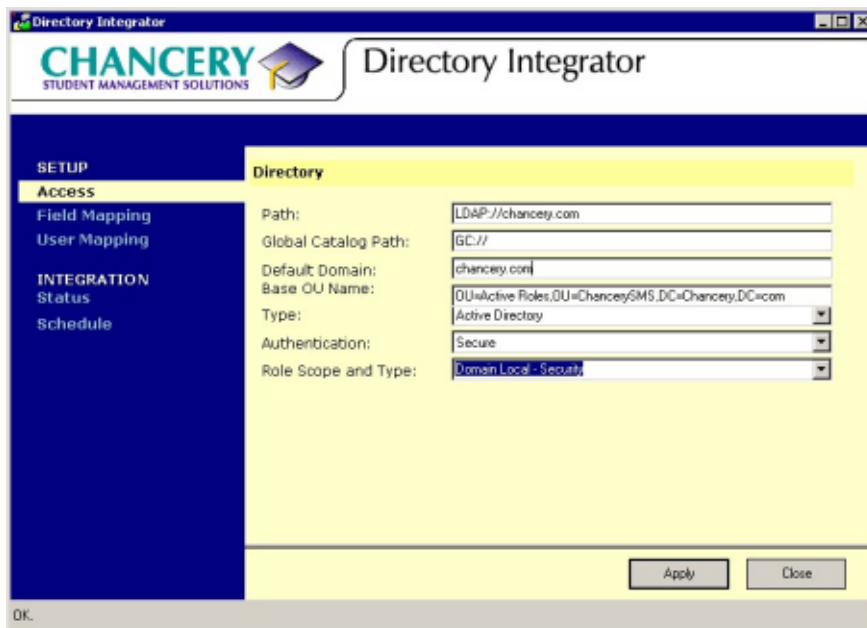 Directory Integrator
CHANCERY
STUDENT MANAGEMENT SOLUTIONS
Directory Integrator
SETUP
Access
Field Mapping
User Mapping
INTEGRATION
Status
Schedule
Directory
Path: LDAP://chancery.com
Global Catalog Path: GC://
Default Domain: chancery.com
Base OU Name: OU=Active Roles,OU=ChancerySMS,DC=Chancery,DC=com
Type: Active Directory
Authentication: Secure
Role Scope and Type: Domain Local - Security
Apply Close
OK.